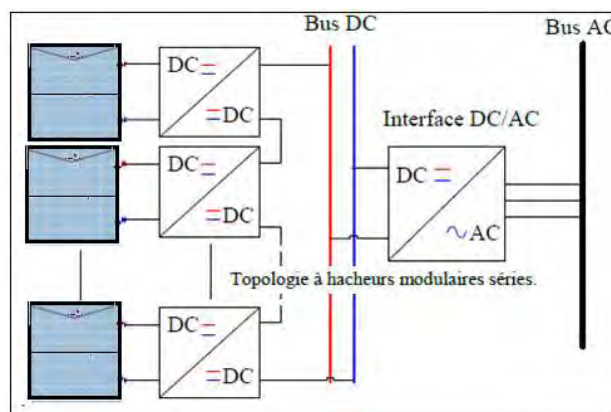 Bus DC
Bus AC
DC
DC
Interface DC/AC
DC
DC
DC
AC
Topologie à hacheurs modulaires séries.
DC
DC